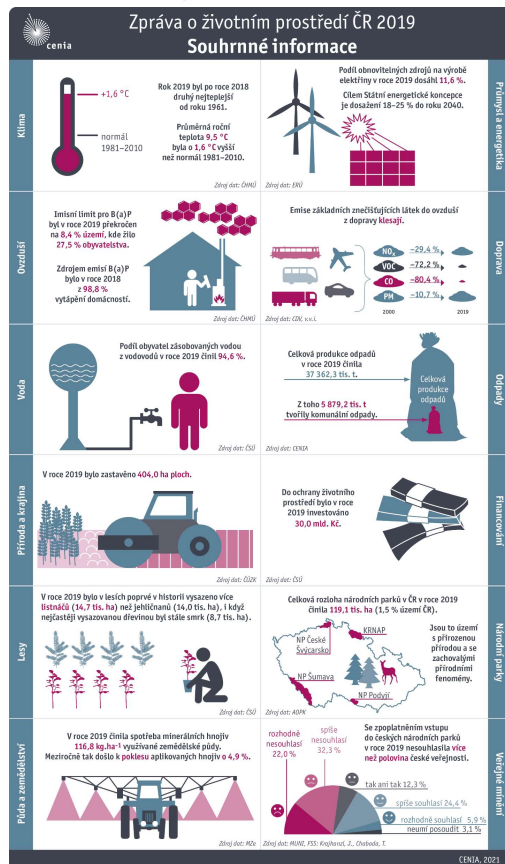 cenia
Zpráva o životním prostředí ČR 2019
Souhrnné informace
Klima
+1,6 °C
normál
1981–2010
Rok 2019 byl po roce 2018
druhý nejteplejší
od roku 1961.
Průměrná roční
teplota 9,5 °C
byla o 1,6 °C vyšší
než normál 1981–2010.
Zdroj dat: ČHMÚ
Průmysl a energetika
Podíl obnovitelných zdrojů na výrobě
elektřiny v roce 2019 dosáhl 11,6 %.
Cílem Státní energetické koncepce
je dosažení 18–25 % do roku 2040.
Zdroj dat: ERÚ
Ovzduší
Imisní limit pro B(a)P
byl v roce 2019 překročen
na 8,4 % území, kde žilo
27,5 % obyvatelstva.
Zdrojem emisí B(a)P
bylo v roce 2018
z 98,8 %
vytápění domácností.
Zdroj dat: ČHMÚ
Doprava
Emise základních znečišťujících látek do ovzduší
z dopravy klesají.
NOₓ −29,4 %
VOC −72,2 %
CO −80,4 %
PM −10,7 %
2000 2019
Zdroj dat: CDV, v.v.i.
Voda
Podíl obyvatel zásobovaných vodou
z vodovodů v roce 2019 činil 94,6 %.
Zdroj dat: ČSÚ
Odpady
Celková produkce odpadů
v roce 2019 činila
37 362,3 tis. t.
Z toho 5 879,2 tis. t
tvořily komunální odpady.
Celková
produkce
odpadů
Zdroj dat: CENIA
Příroda a krajina
V roce 2019 bylo zastavěno 404,0 ha ploch.
Zdroj dat: ČÚZK
Financování
Do ochrany životního
prostředí bylo v roce
2019 investováno
30,0 mld. Kč.
Zdroj dat: ČSÚ
Lesy
V roce 2019 bylo v lesích poprvé v historii vysazeno více
listnáčů (14,7 tis. ha) než jehličnanů (14,0 tis. ha), i když
nejčastěji vysazovanou dřevinou byl stále smrk (8,7 tis. ha).
Zdroj dat: ČSÚ
Národní parky
Celková rozloha národních parků v ČR v roce 2019
činila 119,1 tis. ha (1,5 % území ČR).
NP České
Švýcarsko
KRNAP
NP Šumava
NP Podyjí
Jsou to území
s přirozenou
přírodou a se
zachovalými
přírodními
fenomény.
Zdroj dat: AOPK
Půda a zemědělství
V roce 2019 činila spotřeba minerálních hnojiv
116,8 kg.ha⁻¹ využívané zemědělské půdy.
Meziročně tak došlo k poklesu aplikovaných hnojiv o 4,9 %.
Zdroj dat: MZe
Veřejné mínění
rozhodně
nesouhlasí
22,0 %
spíše
nesouhlasí
32,3 %
Se zpoplatněním vstupu
do českých národních parků
v roce 2019 nesouhlasila více
než polovina české veřejnosti.
tak ani tak 12,3 %
spíše souhlasí 24,4 %
rozhodně souhlasí 5,9 %
neumí posoudit 3,1 %
Zdroj dat: MUNI, FSS: Krajhanzl, J., Chabada, T.
CENIA, 2021